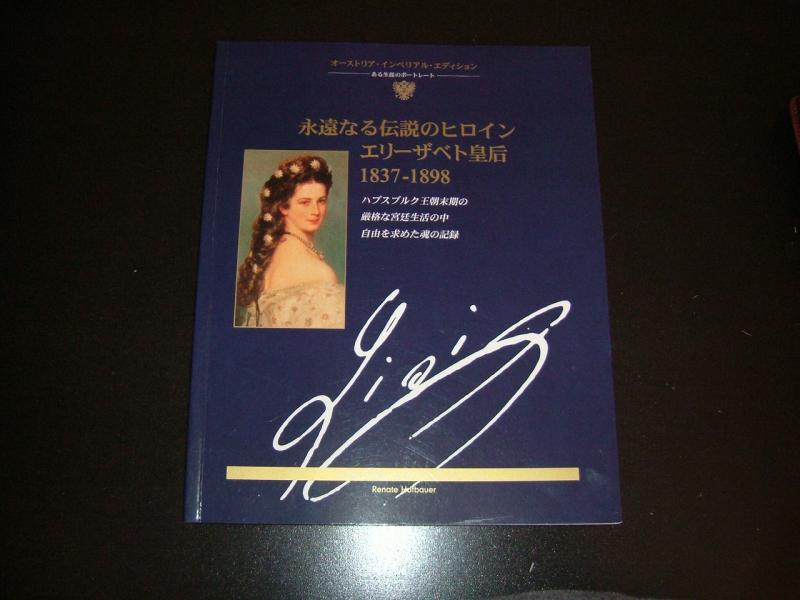 オーストリア・インペリアル・エディション
ある生涯のポートレート
永遠なる伝説のヒロイン
エリーザベト皇后
1837-1898
ハプスブルク王朝末期の
厳格な宮廷生活の中
自由を求めた魂の記録
Sisi
Renate Hofbauer